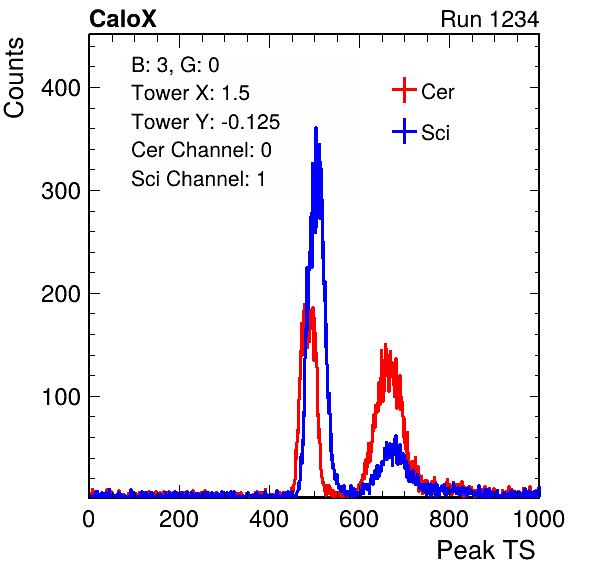 CaloX Run 1234
Counts
B: 3, G: 0
Tower X: 1.5
Tower Y: -0.125
Cer Channel: 0
Sci Channel: 1
Cer
Sci
400
300
200
100
0 200 400 600 800 1000
Peak TS